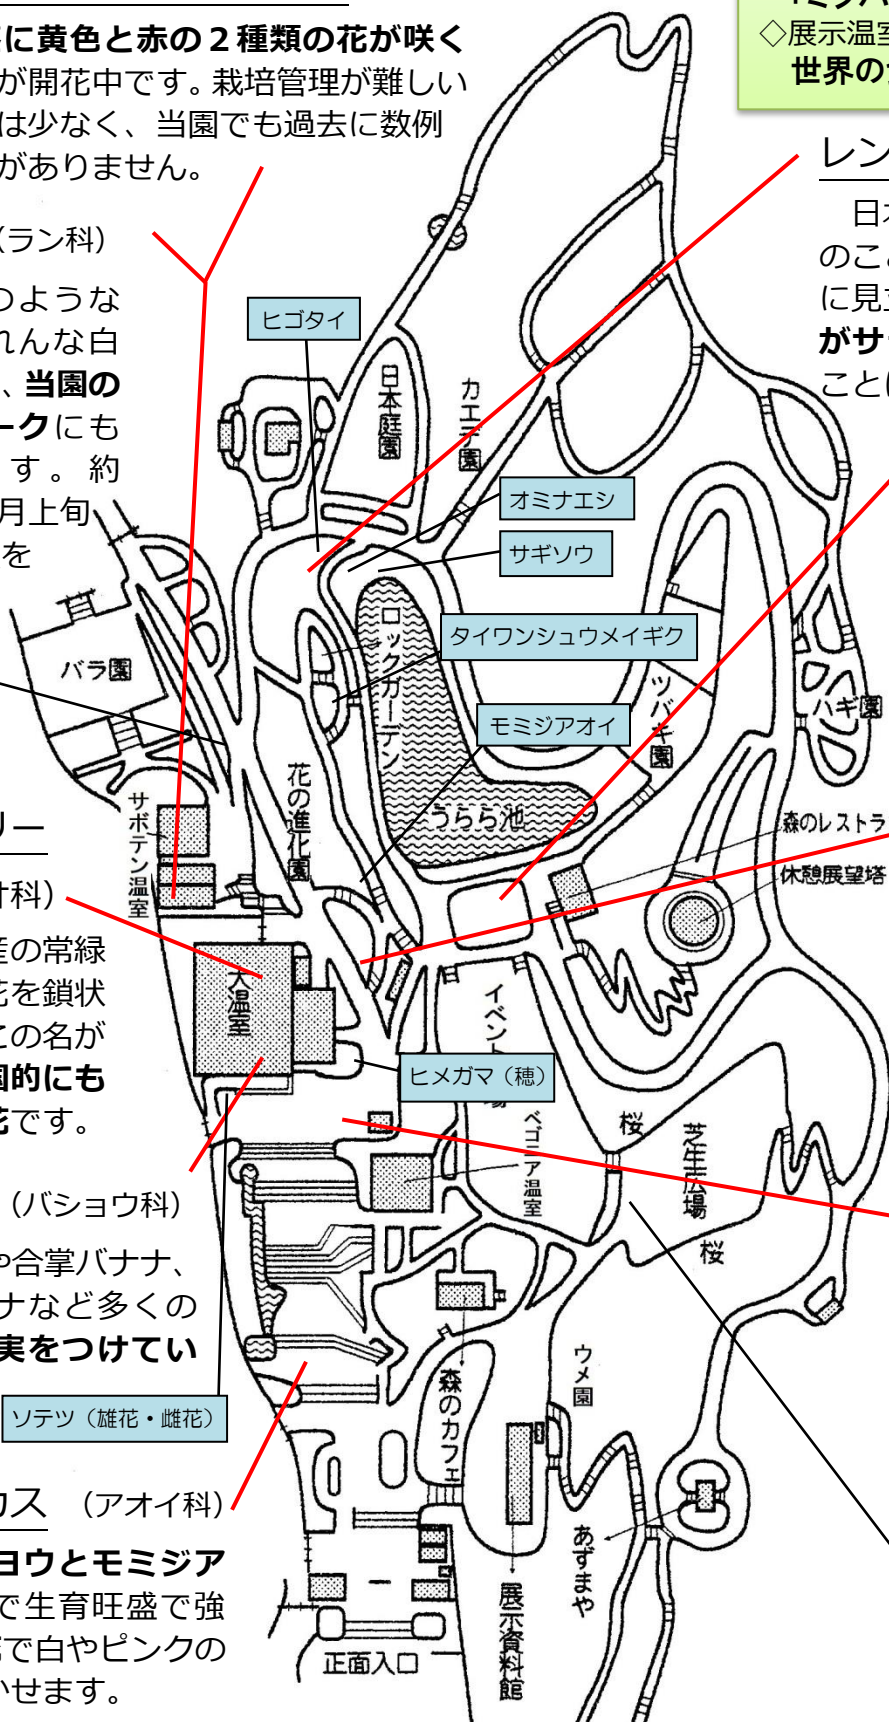 に黄色と赤の２種類の花が咲く
が開花中です。栽培管理が難しい
は少なく、当園でも過去に数例
がありません。
（ラン科）
のような
れんな白
、当園の
ークにも
す。約
月上旬
を
◇展示温室
世界の
レン
日本
のこと
に見立
がサ
ことに
ヒゴタイ
日本庭園
カエデ園
オミナエシ
サギソウ
ロックガーデン
タイワンシュウメイギク
バラ園
ツバキ園
ハギ園
モミジアオイ
花の進化園
うらら池
サボテン温室
森のレストラ
休憩展望塔
リー
科）
産の常緑
花を鎖状
この名が
国的にも
花です。
大温室
イベント
場
ヒメガマ（穂）
ベゴニア温室
桜
芝生広場
桜
（バショウ科）
や合掌バナナ、
ナなど多くの
実をつけてい
ソテツ（雄花・雌花）
森のカフェ
ウメ園
カス （アオイ科）
ヨウとモミジア
で生育旺盛で強
で白やピンクの
かせます。
あずまや
展示資料館
正面入口